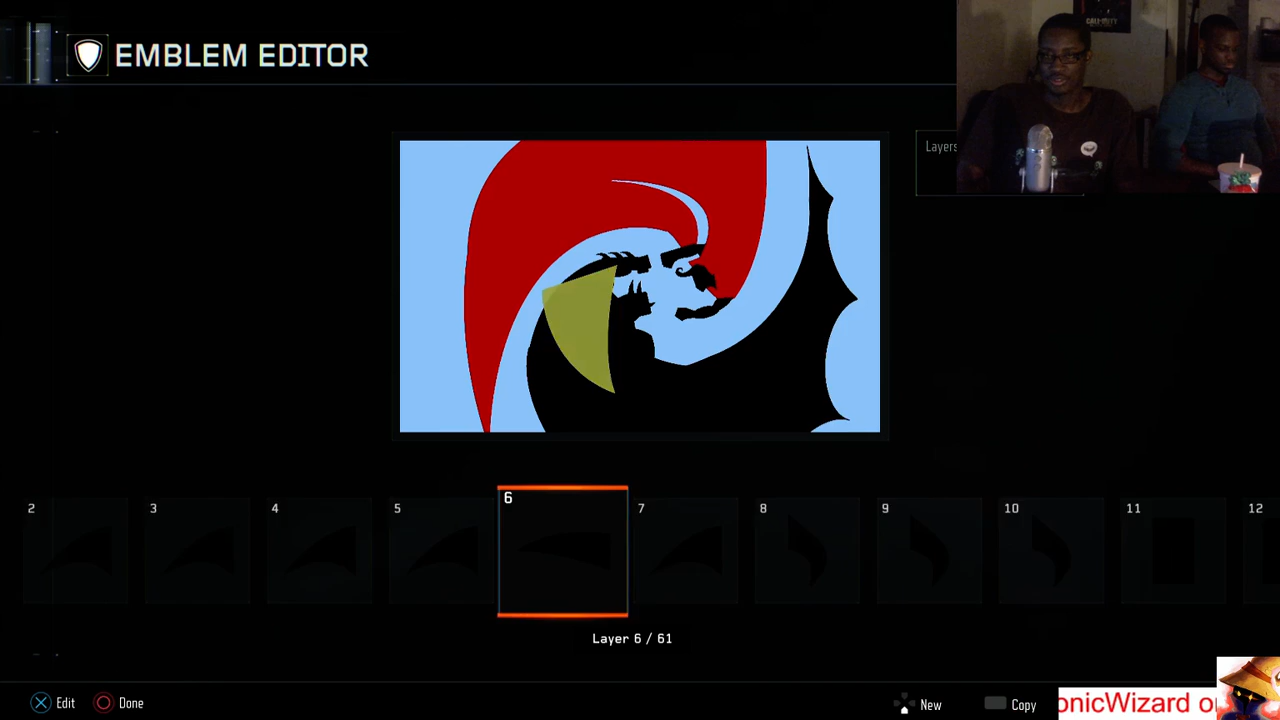 EMBLEM EDITOR
Layers
2 3 4 5 6 7 8 9 10 11 12
Layer 6 / 61
Edit Done New Copy
onicWizard o